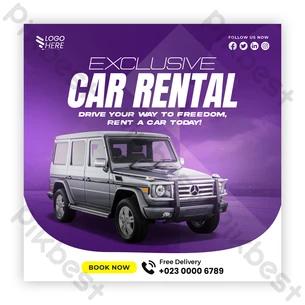 LOGO
HERE
FOLLOW US NOW
EXCLUSIVE
CAR RENTAL
DRIVE YOUR WAY TO FREEDOM,
RENT A CAR TODAY!
BOOK NOW
Free Delivery
+023 0000 6789
pikbest